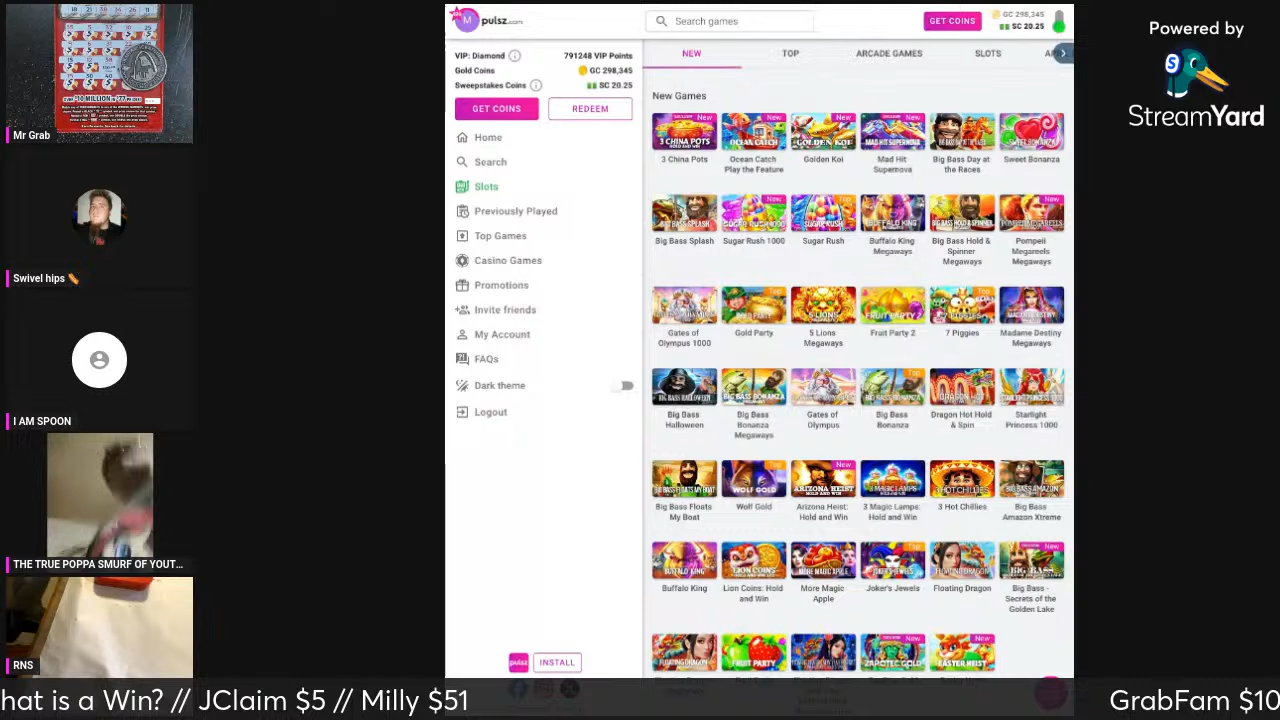 Mr Grab
Swivel hips
I AM SPOON
THE TRUE POPPA SMURF OF YOUT...
RNS
pulsz.com
Search games
GET COINS
GC 298,345
SC 20.25
VIP: Diamond
791248 VIP Points
Gold Coins
GC 298,345
Sweepstakes Coins
SC 20.25
GET COINS
REDEEM
Home
Search
Slots
Previously Played
Top Games
Casino Games
Promotions
Invite friends
My Account
FAQs
Dark theme
Logout
pulsz
INSTALL
NEW
TOP
ARCADE GAMES
SLOTS
New Games
3 China Pots
Ocean Catch
Play the Feature
Golden Koi
Mad Hit
Supernova
Big Bass Day at
the Races
Sweet Bonanza
Big Bass Splash
Sugar Rush 1000
Sugar Rush
Buffalo King
Megaways
Big Bass Hold &
Spinner
Megaways
Pompeii
Megareels
Megaways
Gates of
Olympus 1000
Gold Party
5 Lions
Megaways
Fruit Party 2
7 Piggies
Madame Destiny
Megaways
Big Bass
Halloween
Big Bass
Bonanza
Megaways
Gates of
Olympus
Big Bass
Bonanza
Dragon Hot Hold
& Spin
Starlight
Princess 1000
Big Bass Floats
My Boat
Wolf Gold
Arizona Heist:
Hold and Win
3 Magic Lamps:
Hold and Win
3 Hot Chillies
Big Bass
Amazon Xtreme
Buffalo King
Lion Coins: Hold
and Win
More Magic
Apple
Joker's Jewels
Floating Dragon
Big Bass -
Secrets of the
Golden Lake
Powered by
StreamYard
hat is a Win? // JClaim $5 // Milly $51
GrabFam $10